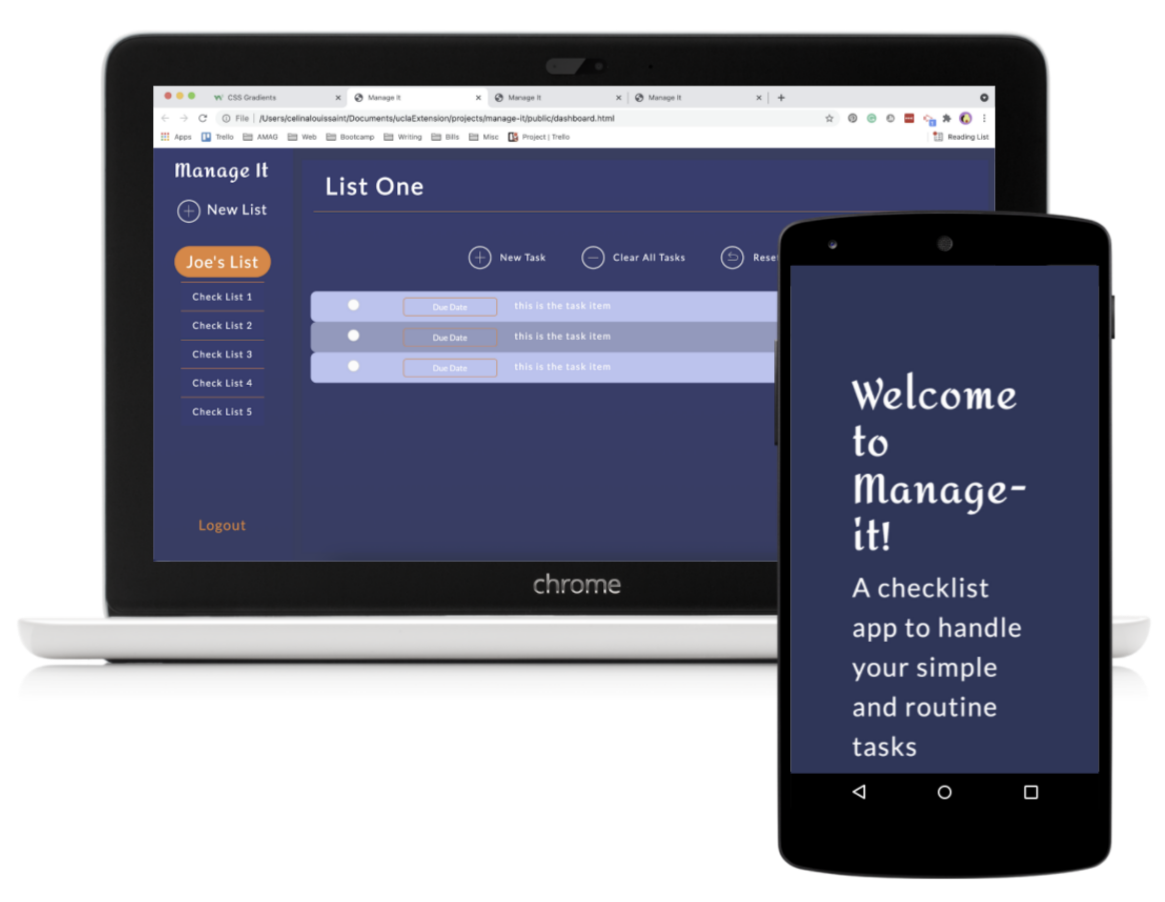 CSS Gradients
Manage It
Manage It
Manage It
File | /Users/celinalouissaint/Documents/uclaExtension/projects/manage-it/public/dashboard.html
Apps Trello AMAG Web Bootcamp Writing Bills Misc Project | Trello Reading List
Manage It
New List
Joe's List
Check List 1
Check List 2
Check List 3
Check List 4
Check List 5
Logout
List One
New Task Clear All Tasks Reset
Due Date this is the task item
Due Date this is the task item
Due Date this is the task item
chrome
Welcome
to
Manage-
it!
A checklist
app to handle
your simple
and routine
tasks